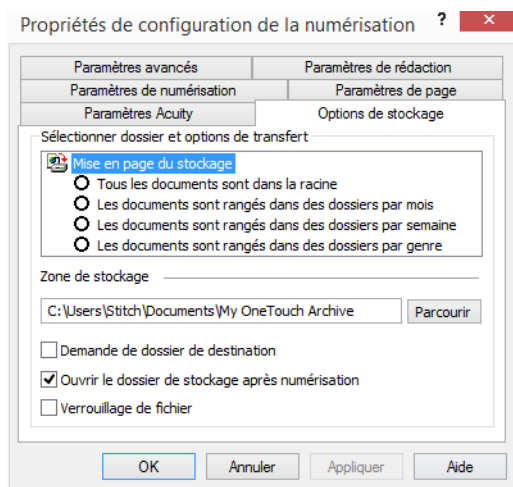 Propriétés de configuration de la numérisation ? ×
Paramètres avancés Paramètres de rédaction
Paramètres de numérisation Paramètres de page
Paramètres Acuity Options de stockage
Sélectionner dossier et options de transfert
Mise en page du stockage
Tous les documents sont dans la racine
Les documents sont rangés dans des dossiers par mois
Les documents sont rangés dans des dossiers par semaine
Les documents sont rangés dans des dossiers par genre
Zone de stockage
C:\Users\Stitch\Documents\My OneTouch Archive Parcourir
Demande de dossier de destination
Ouvrir le dossier de stockage après numérisation
Verrouillage de fichier
OK Annuler Appliquer Aide